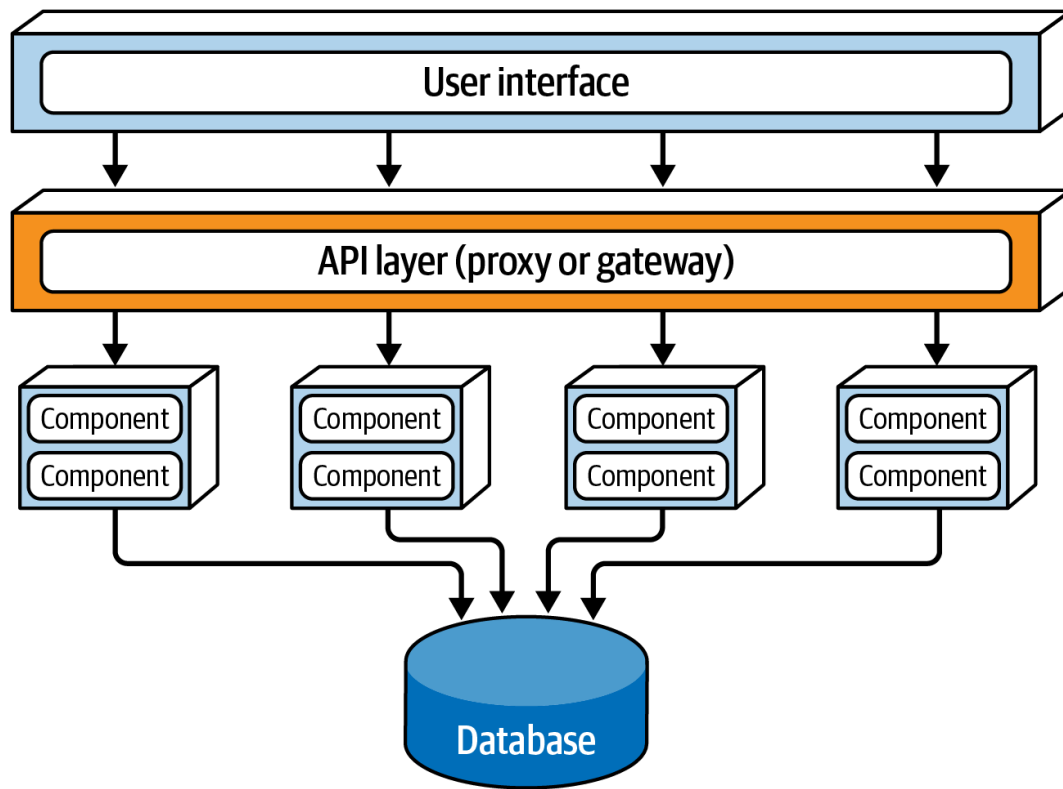 User interface
API layer (proxy or gateway)
Component
Component
Component
Component
Component
Component
Component
Component
Database